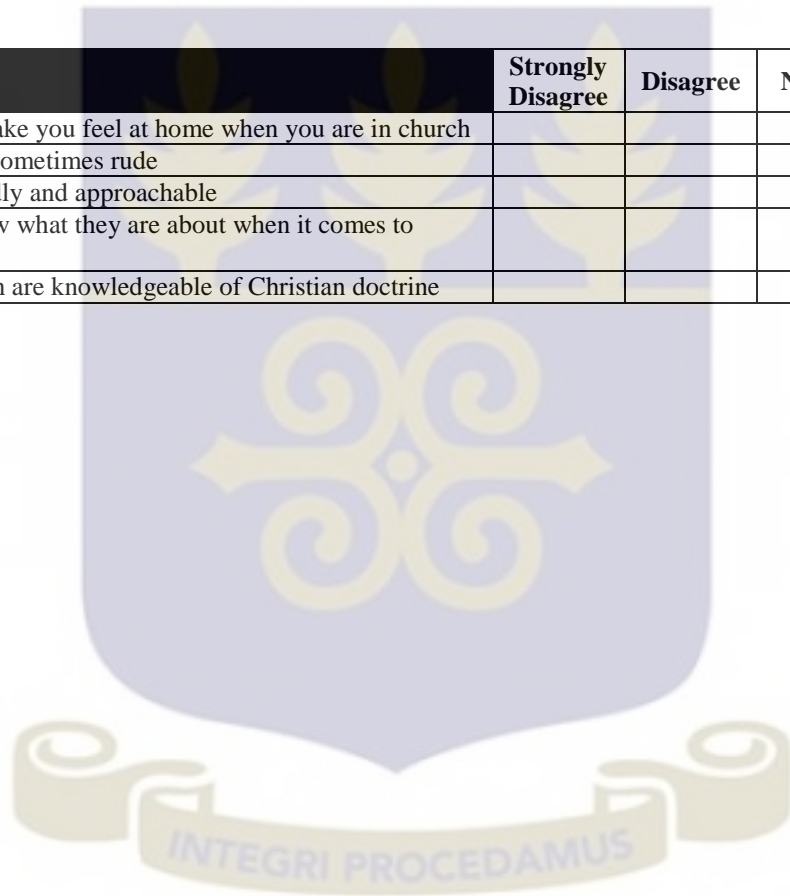 Strongly Disagree Disagree N
ake you feel at home when you are in church
ometimes rude
dly and approachable
w what they are about when it comes to
n are knowledgeable of Christian doctrine
INTEGRI PROCEDAMUS